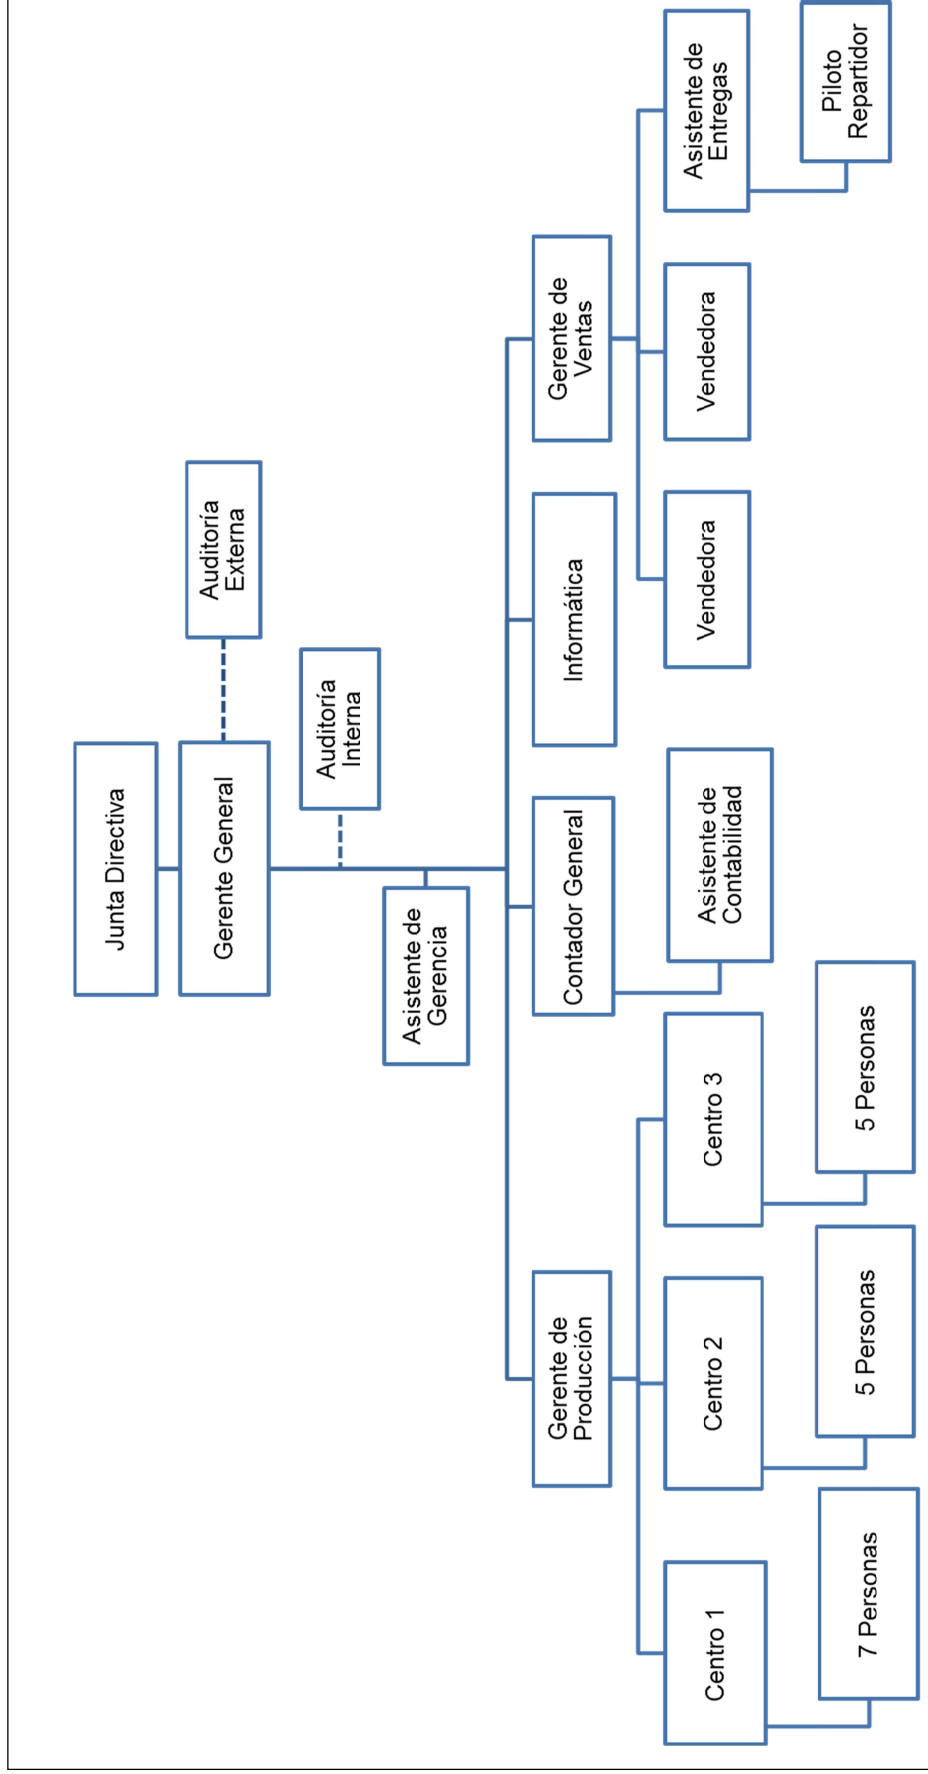 Junta Directiva
Gerente General
Auditoría
Externa
Auditoría
Interna
Asistente de
Gerencia
Gerente de
Producción
Contador General
Informática
Gerente de
Ventas
Centro 1
Centro 2
Centro 3
Asistente de
Contabilidad
Vendedora
Vendedora
Asistente de
Entregas
7 Personas
5 Personas
5 Personas
Piloto
Repartidor